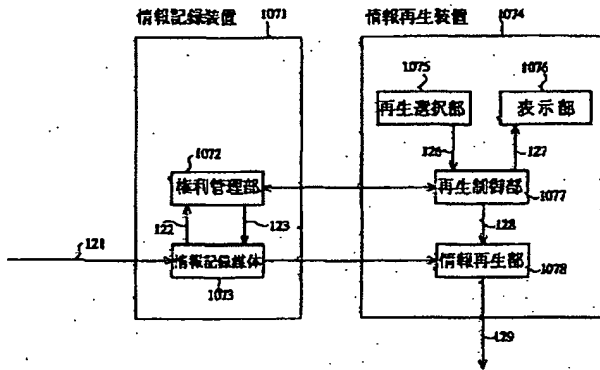 情報記録装置 1071
情報再生装置 1074
1075
1076
再生選択部
表示部
126
127
1072
権利管理部
再生制御部
1077
122
123
128
121
情報記録媒体
情報再生部
1073
1078
129